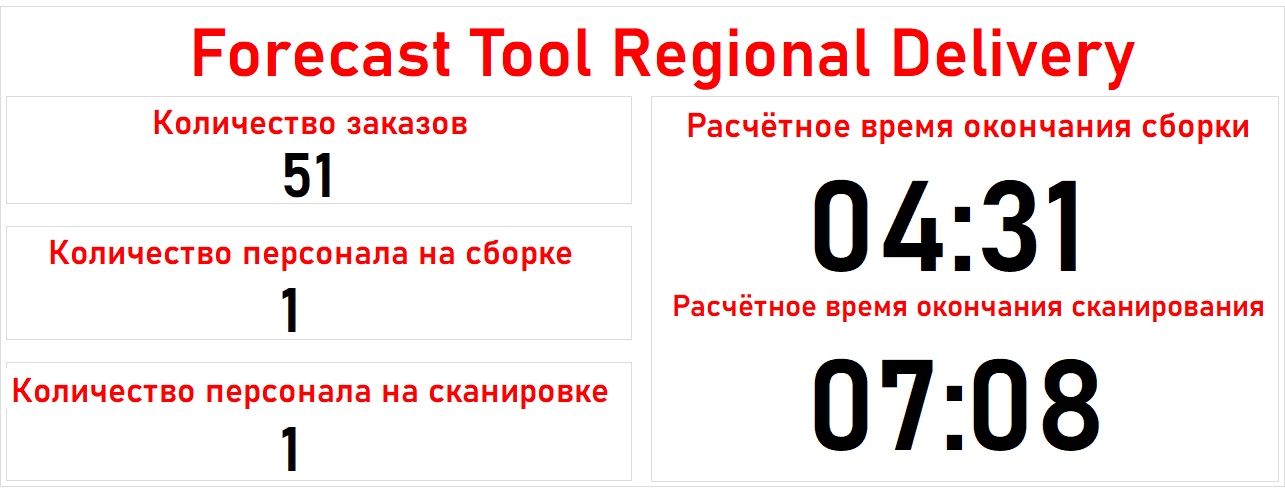 Forecast Tool Regional Delivery
Количество заказов
51
Количество персонала на сборке
1
Количество персонала на сканировке
1
Расчётное время окончания сборки
04:31
Расчётное время окончания сканирования
07:08